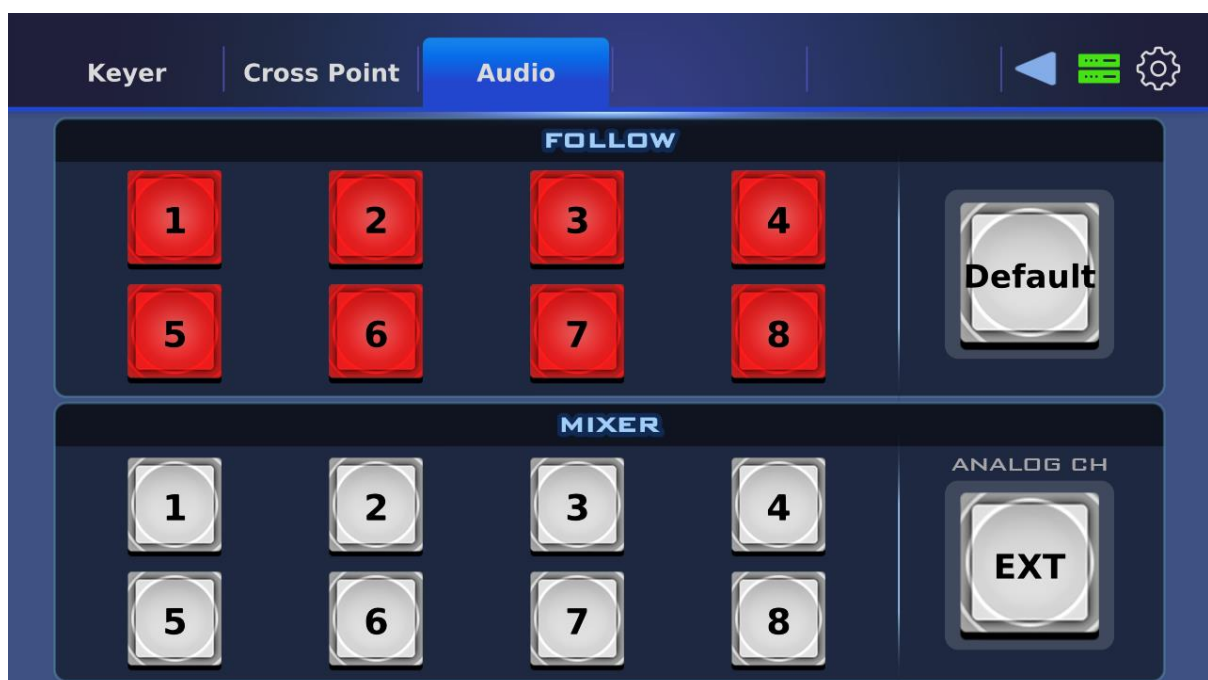 Keyer Cross Point Audio
FOLLOW
1 2 3 4
Default
5 6 7 8
MIXER
ANALOG CH
1 2 3 4
EXT
5 6 7 8